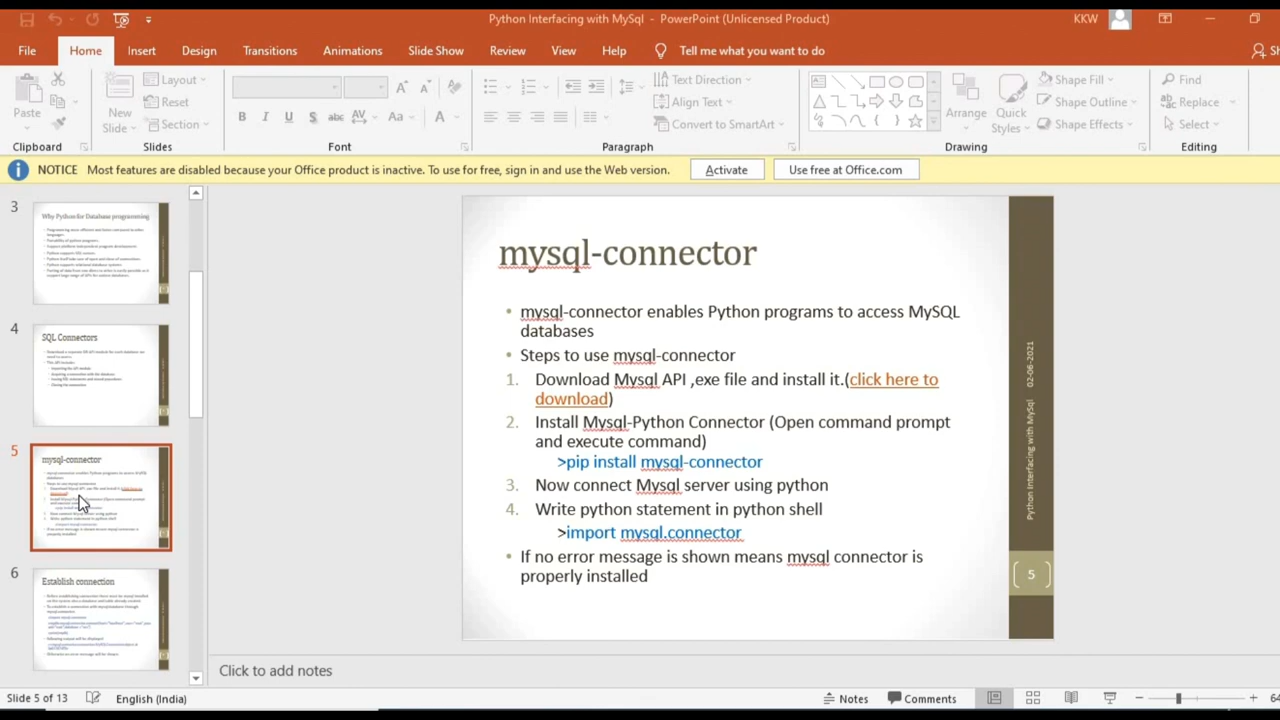 Python Interfacing with MySql - PowerPoint (Unlicensed Product)
KKW
File Home Insert Design Transitions Animations Slide Show Review View Help Tell me what you want to do
Paste
New
Slide
Layout
Reset
Section
Text Direction
Align Text
Convert to SmartArt
Arrange
Quick
Styles
Shape Fill
Shape Outline
Shape Effects
Find
Replace
Select
Clipboard Slides Font Paragraph Drawing Editing
NOTICE Most features are disabled because your Office product is inactive. To use for free, sign in and use the Web version. Activate Use free at Office.com
3
Why Python for Database programming
4
SQL Connectors
5
mysql-connector
6
Establish connection
mysql-connector
• mysql-connector enables Python programs to access MySQL
databases
• Steps to use mysql-connector
1. Download Mysql API ,exe file and install it.(click here to
download)
2. Install Mysql-Python Connector (Open command prompt
and execute command)
>pip install mysql-connector
3. Now connect Mysql server using python
4. Write python statement in python shell
>import mysql.connector
• If no error message is shown means mysql connector is
properly installed
Python Interfacing with MySql 02-06-2021
5
Click to add notes
Slide 5 of 13 English (India) Notes Comments